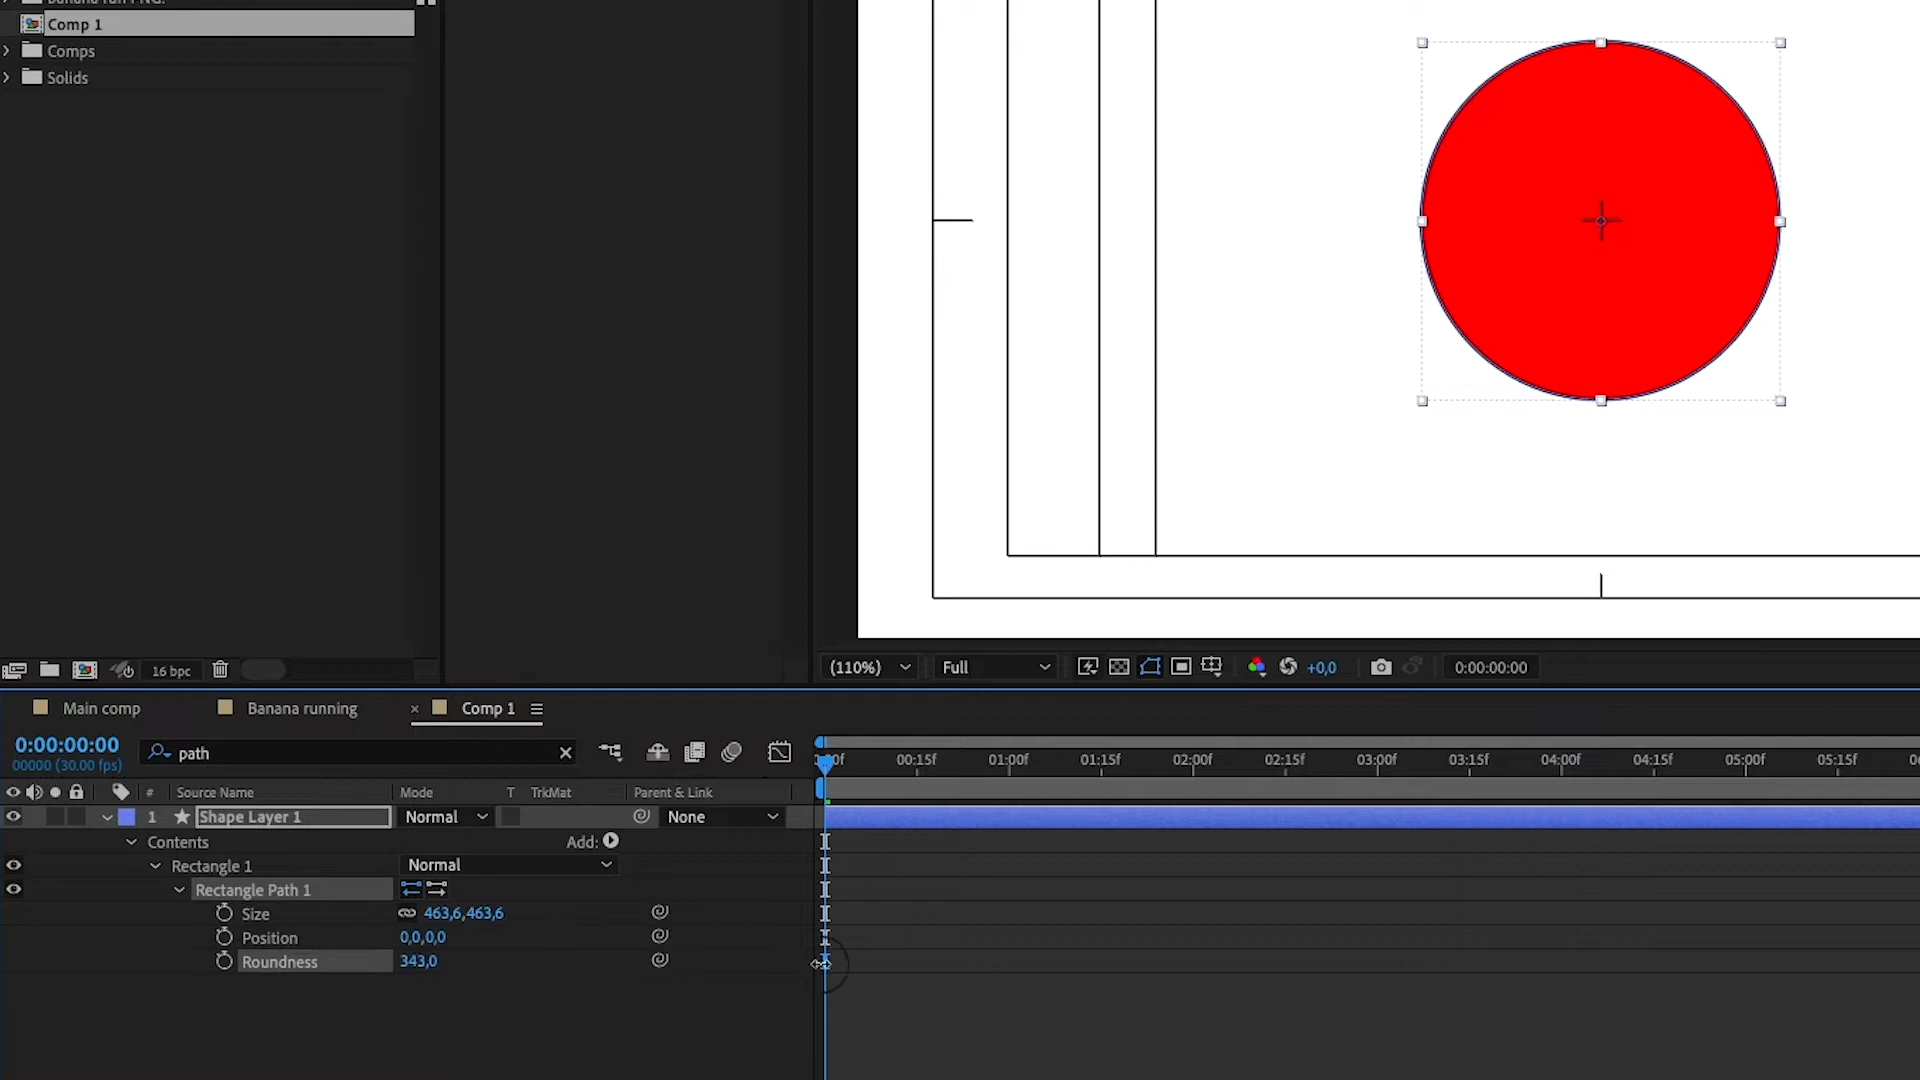 Comp 1
Comps
Solids
16 bpc
(110%)
Full
+0,0
0:00:00:00
Main comp
Banana running
× Comp 1
0:00:00:00
00000 (30.00 fps)
path
00:15f 01:00f 01:15f 02:00f 02:15f 03:00f 03:15f 04:00f 04:15f 05:00f 05:15f
# Source Name Mode T TrkMat Parent & Link
1 Shape Layer 1 Normal None
Contents Add:
Rectangle 1 Normal
Rectangle Path 1
Size 463,6,463,6
Position 0,0,0,0
Roundness 343,0